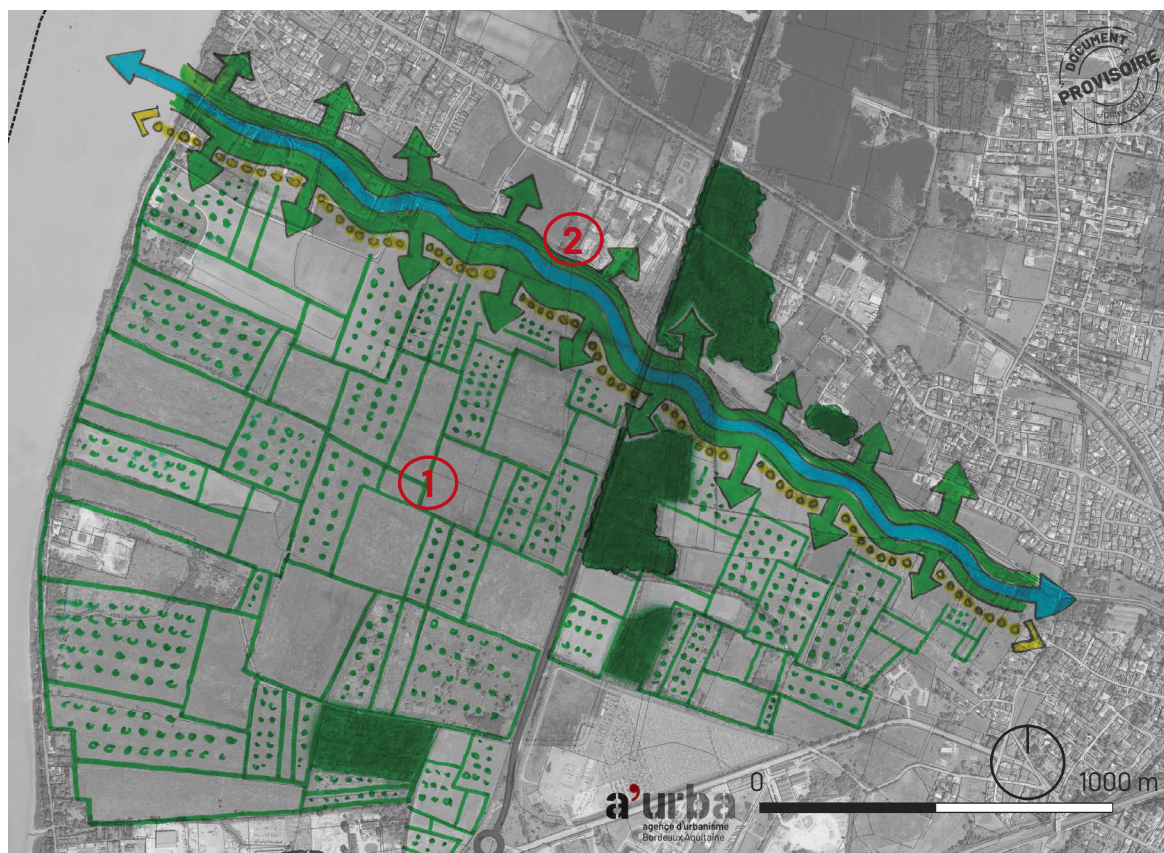 DOCUMENT
PROVISOIRE
2
1
0
1000 m
a'urba
agence d'urbanisme
Bordeaux Aquitaine